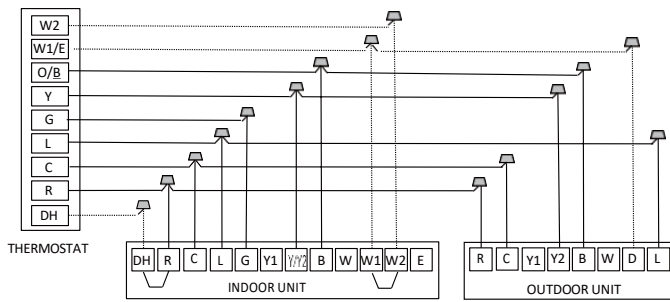 W2
W1/E
O/B
Y
G
L
C
R
DH
THERMOSTAT
DH R C L G Y1 Y/Y2 B W W1 W2 E
INDOOR UNIT
R C Y1 Y2 B W D L
OUTDOOR UNIT